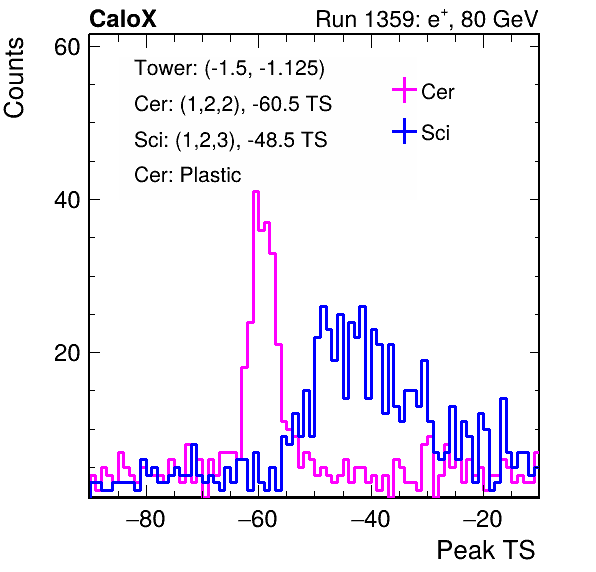 CaloX Run 1359: e⁺, 80 GeV
Counts
60
40
20
Tower: (-1.5, -1.125)
Cer: (1,2,2), -60.5 TS
Sci: (1,2,3), -48.5 TS
Cer: Plastic
Cer
Sci
−80 −60 −40 −20
Peak TS